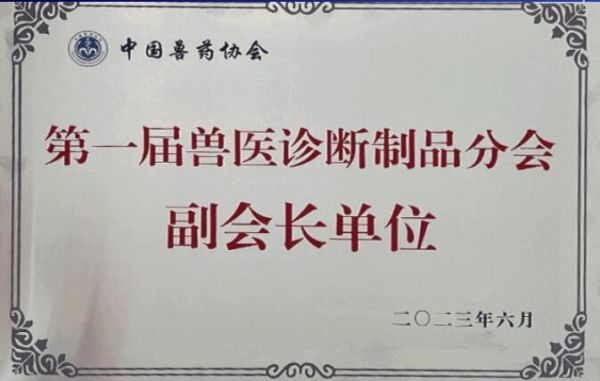 中国兽药协会
第一届兽医诊断制品分会
副会长单位
二〇二三年六月